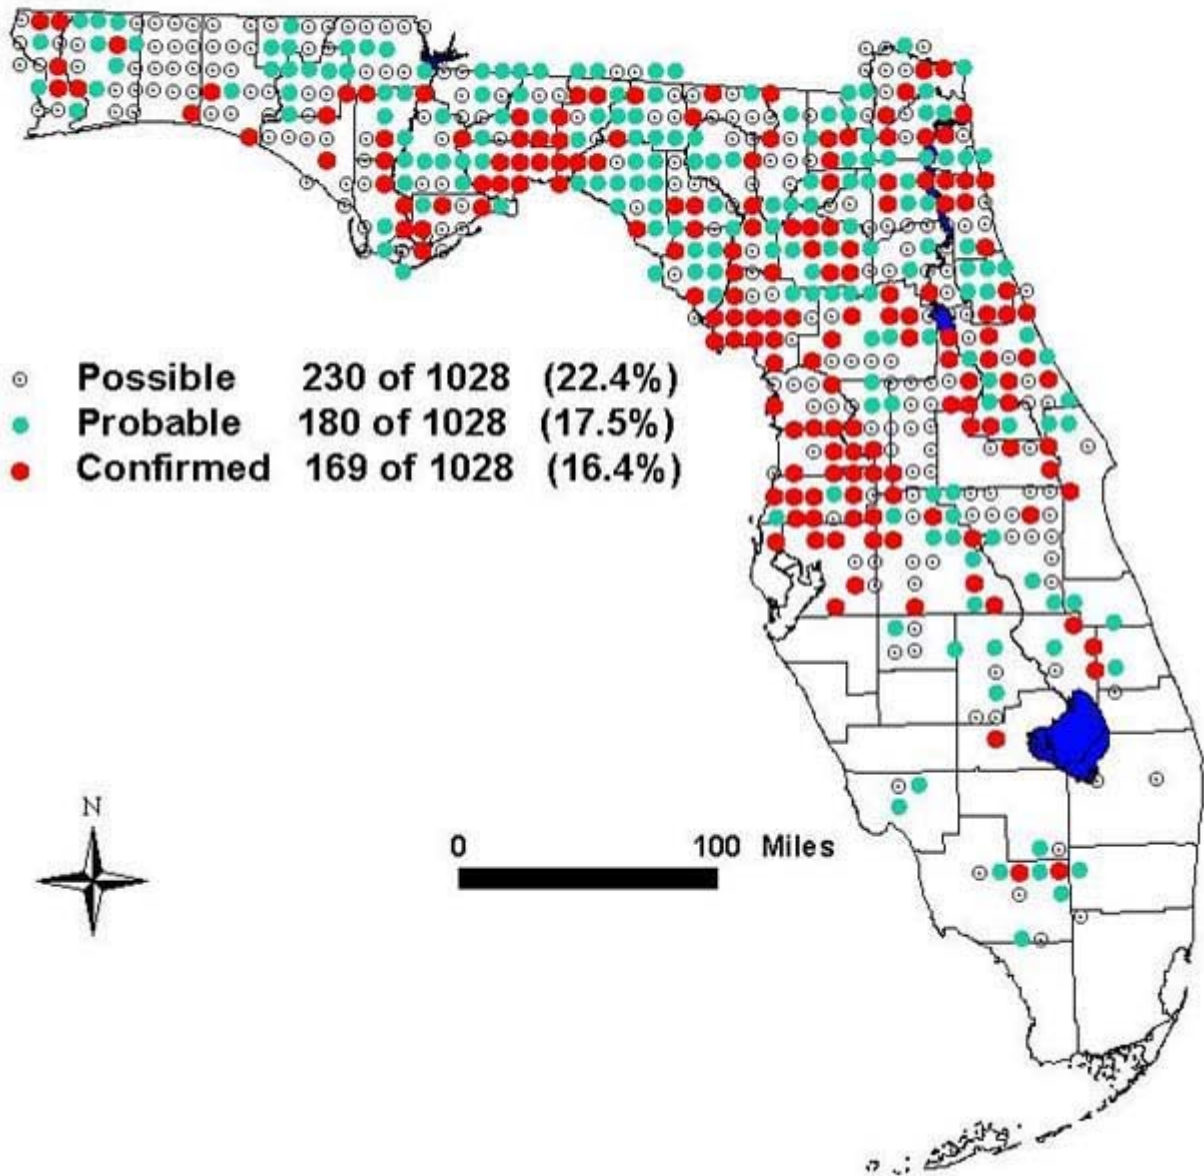 Possible 230 of 1028 (22.4%)
Probable 180 of 1028 (17.5%)
Confirmed 169 of 1028 (16.4%)
N
0 100 Miles